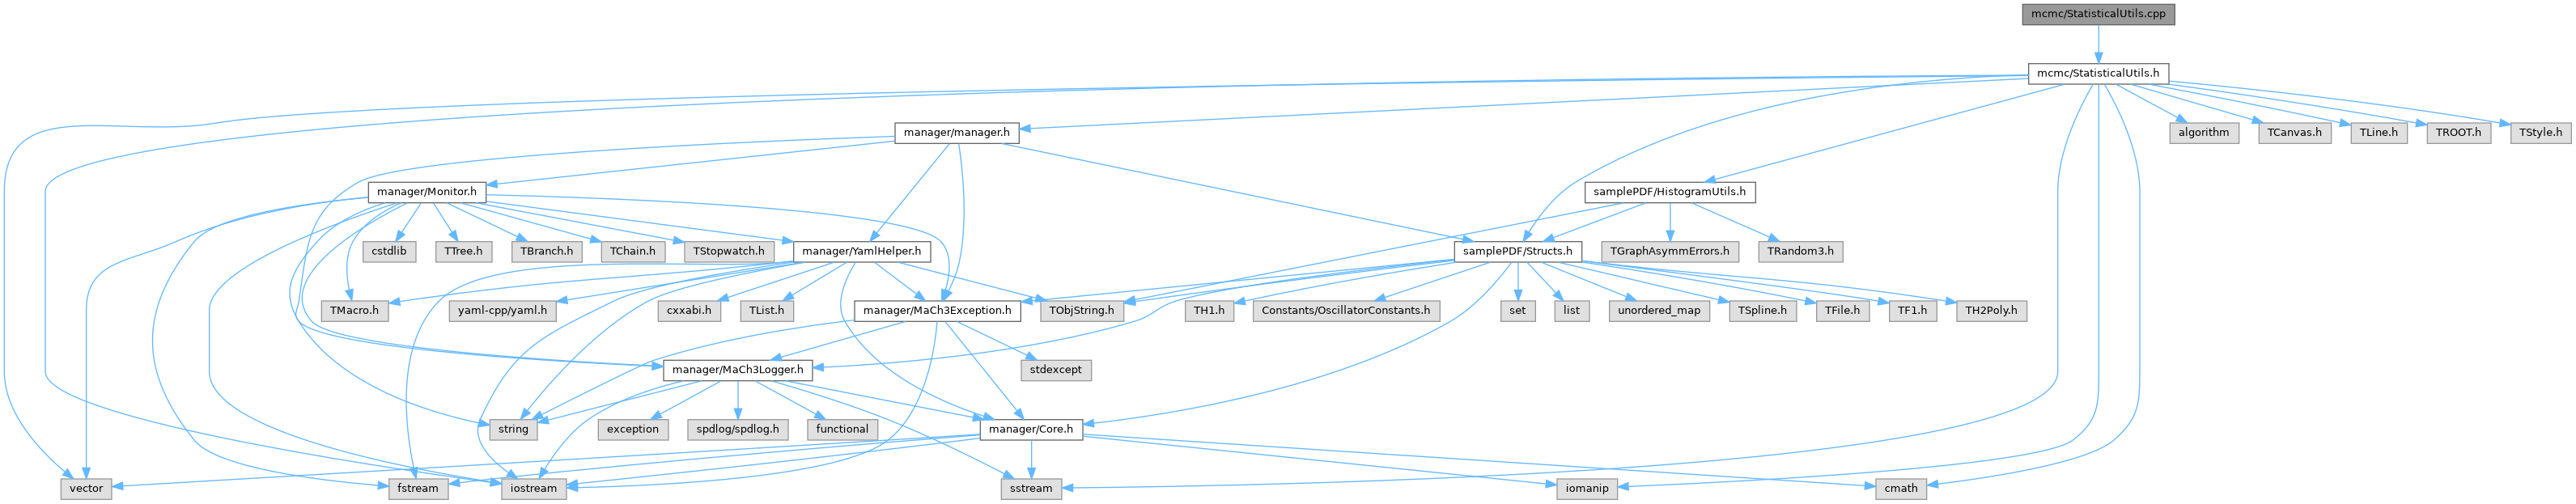 mcmc/StatisticalUtils.cpp
mcmc/StatisticalUtils.h
manager/manager.h
algorithm
TCanvas.h
TLine.h
TROOT.h
TStyle.h
manager/Monitor.h
samplePDF/HistogramUtils.h
cstdlib
TTree.h
TBranch.h
TChain.h
TStopwatch.h
manager/YamlHelper.h
samplePDF/Structs.h
TGraphAsymmErrors.h
TRandom3.h
TMacro.h
yaml-cpp/yaml.h
cxxabi.h
TList.h
manager/MaCh3Exception.h
TObjString.h
TH1.h
Constants/OscillatorConstants.h
set
list
unordered_map
TSpline.h
TFile.h
TF1.h
TH2Poly.h
manager/MaCh3Logger.h
stdexcept
string
exception
spdlog/spdlog.h
functional
manager/Core.h
vector
fstream
iostream
sstream
iomanip
cmath